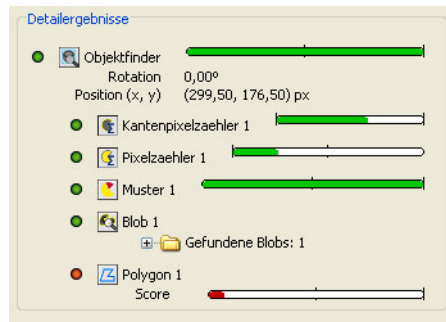 Detailergebnisse
Objektfinder
Rotation 0,00º
Position (x, y) (299,50, 176,50) px
Kantenpixelzaehler 1
Pixelzaehler 1
Muster 1
Blob 1
Gefundene Blobs: 1
Polygon 1
Score